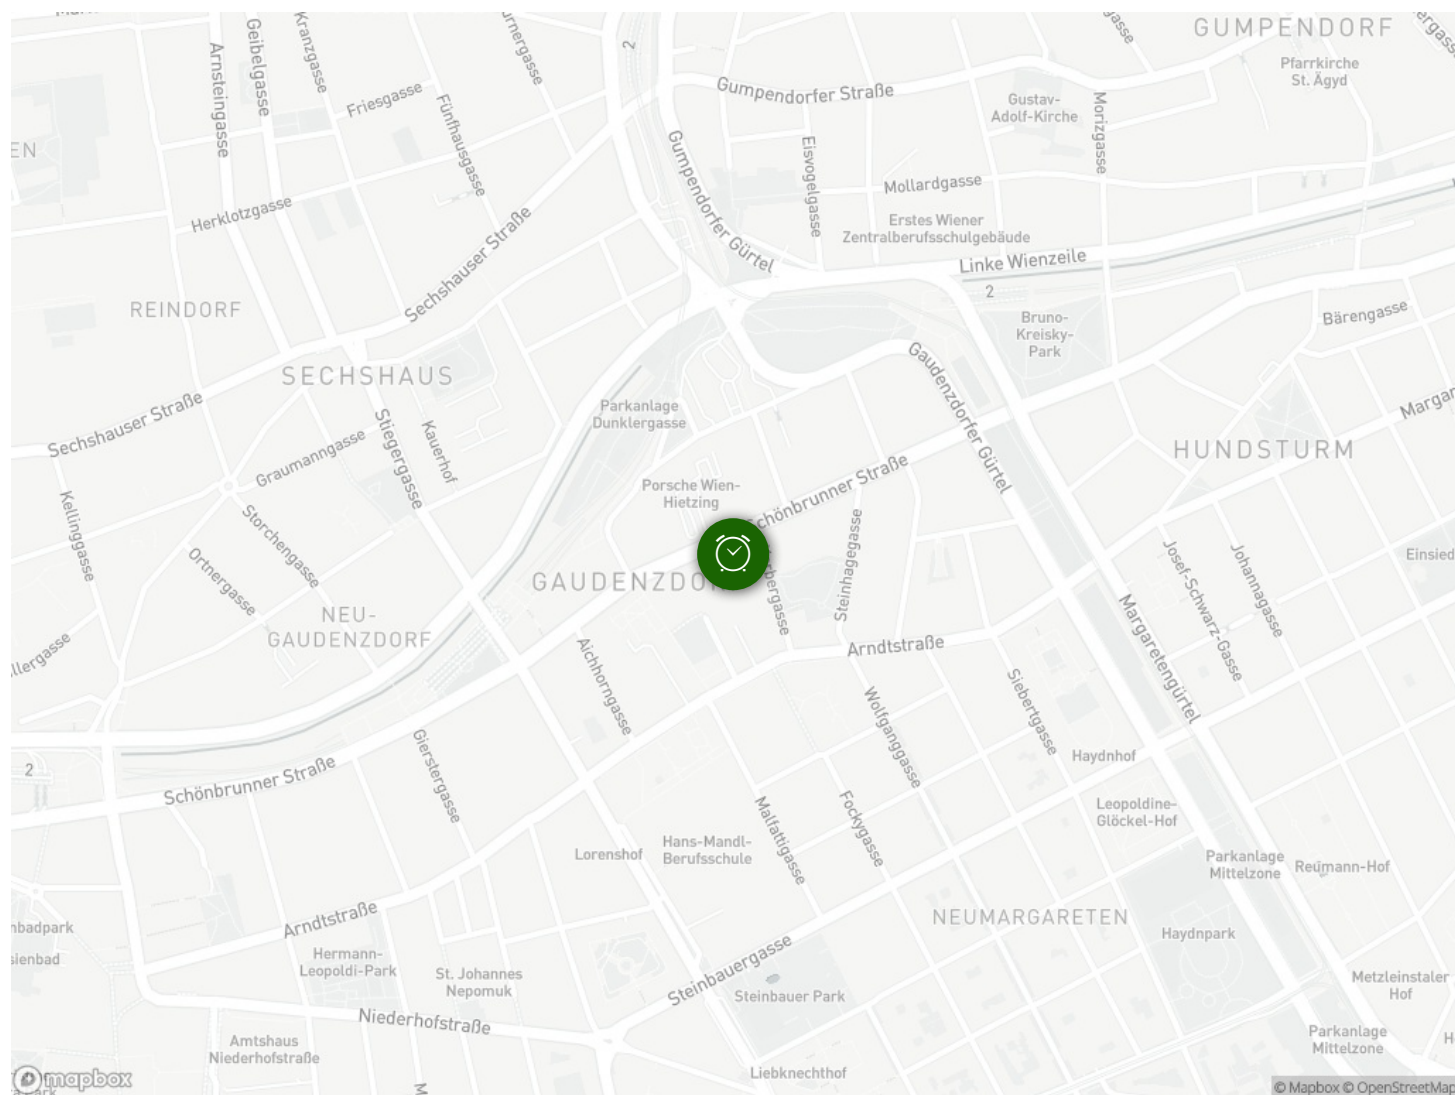 GUMPENDORF
Pfarrkirche
St. Ägyd
2
Geibelgasse
Kranzgasse
Arnsteingasse
Friesgasse
Fünfhausgasse
Gumpendorfer Straße
Gustav-
Adolf-Kirche
Morizgasse
Eisvogelgasse
Mollardgasse
Gumpendorfer Gürtel
Herklotzgasse
Sechshauser Straße
Erstes Wiener
Zentralberufsschulgebäude
Linke Wienzeile
2
REINDORF
Bruno-
Kreisky-
Park
Bärengasse
SECHSHAUS
Gaudenzdorfer Gürtel
Parkanlage
Dunklergasse
Sechshauser Straße
Stiegergasse
Kauerhof
Graumanngasse
HUNDSTURM
Porsche Wien-
Hietzing
Schönbrunner Straße
Kellinggasse
Storchengasse
Ortnergasse
Steinhagegasse
Josef-Schwarz-Gasse
Johannagasse
GAUDENZDORF
NEU-
GAUDENZDORF
Arndtstraße
Margaretengürtel
Aichhorngasse
Siebertgasse
Wolfganggasse
Haydnhof
2
Schönbrunner Straße
Gierstergasse
Malfattigasse
Fockygasse
Leopoldine-
Glöckel-Hof
Hans-Mandl-
Berufsschule
Lorenshof
Parkanlage
Mittelzone
Reumann-Hof
Arndtstraße
NEUMARGARETEN
Haydnpark
Hermann-
Leopoldi-Park
St. Johannes
Nepomuk
Steinbauergasse
Steinbauer Park
Metzleinstaler
Hof
Niederhofstraße
Amtshaus
Niederhofstraße
Parkanlage
Mittelzone
Liebknechthof
mapbox
© Mapbox © OpenStreetMap